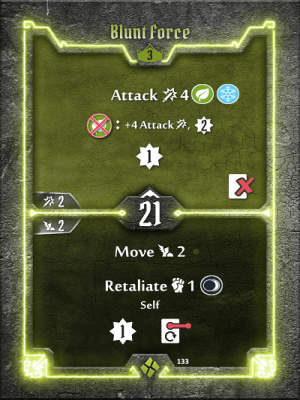 Blunt Force
3
Attack 4
: +4 Attack , 2
1
21
2
2
Move 2
Retaliate 1
Self
1
133